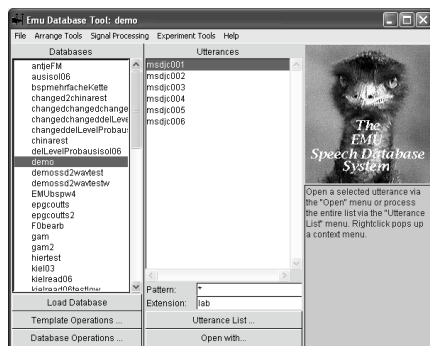 Emu Database Tool: demo
File Arrange Tools Signal Processing Experiment Tools Help
Databases
antjeFM
ausisol06
bspmehrfacheKette
changed2chinarest
changedchangedchange
changedchangeddelLeve
changeddelLevelProbau
chinarest
delLevelProbausisol06
demo
demossd2wavtest
demossd2wavtestw
EMUbspw4
epgcoutts
epgcoutts2
F0bearb
gam
gam2
hiertest
kiel03
kielread06
kielread06testlow
Load Database
Template Operations ...
Database Operations ...
Utterances
msdjc001
msdjc002
msdjc003
msdjc004
msdjc005
msdjc006
Pattern: *
Extension: lab
Utterance List ...
Open with...
The
EMU
Speech Database
System
Open a selected utterance via
the "Open" menu or process
the entire list via the "Utterance
List" menu. Rightclick pops up
a context menu.